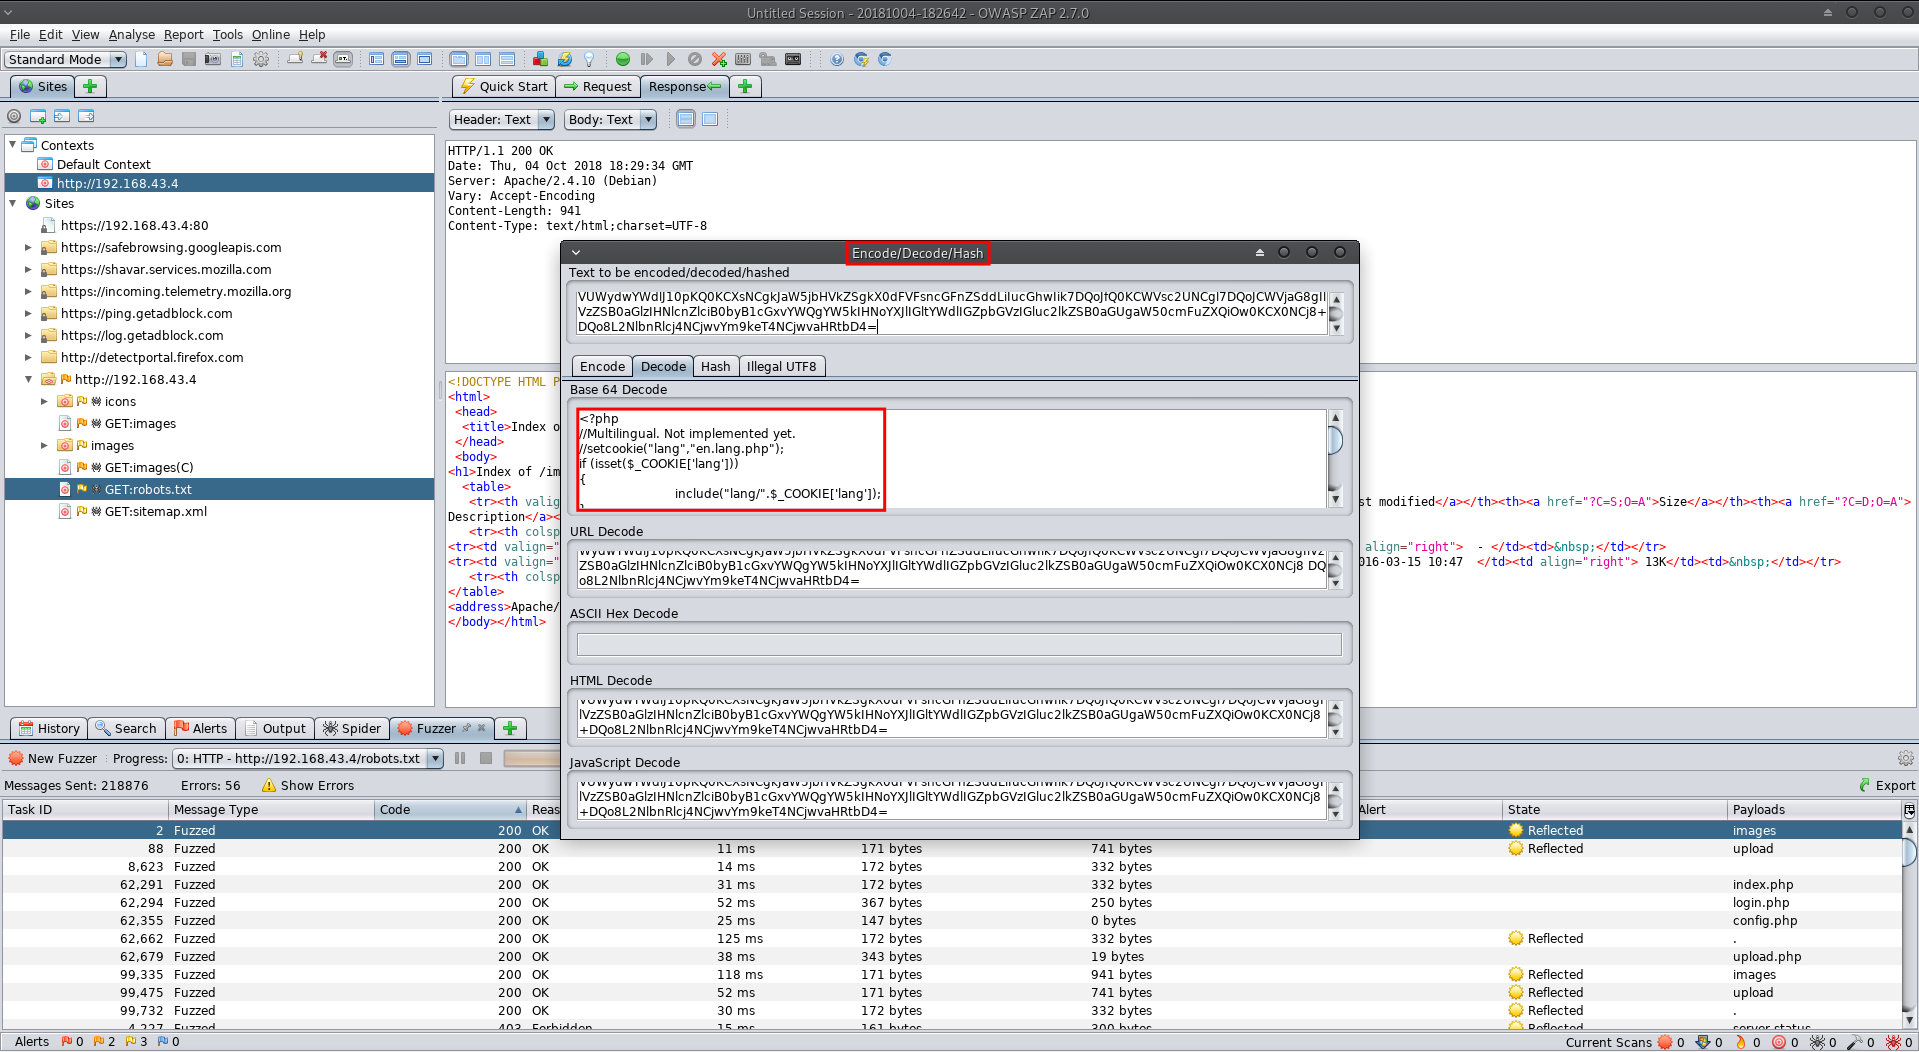 Untitled Session - 20181004-182642 - OWASP ZAP 2.7.0
File Edit View Analyse Report Tools Online Help
Standard Mode
Sites
Quick Start Request Response
Header: Text Body: Text
Contexts
Default Context
http://192.168.43.4
Sites
https://192.168.43.4:80
https://safebrowsing.googleapis.com
https://shavar.services.mozilla.com
https://incoming.telemetry.mozilla.org
https://ping.getadblock.com
https://log.getadblock.com
http://detectportal.firefox.com
http://192.168.43.4
icons
GET:images
images
GET:images(C)
GET:robots.txt
GET:sitemap.xml
HTTP/1.1 200 OK
Date: Thu, 04 Oct 2018 18:29:34 GMT
Server: Apache/2.4.10 (Debian)
Vary: Accept-Encoding
Content-Length: 941
Content-Type: text/html;charset=UTF-8
<!DOCTYPE HTML P
<html>
<head>
<title>Index o
</head>
<body>
<h1>Index of /im
<table>
<tr><th valig st modified</a></th><th><a href="?C=S;O=A">Size</a></th><th><a href="?C=D;O=A">
Description</a><
<tr><th colsp
<tr><td valign=" align="right">  - </td><td>&nbsp;</td></tr>
<tr><td valign=" 016-03-15 10:47  </td><td align="right"> 13K</td><td>&nbsp;</td></tr>
<tr><th colsp
</table>
<address>Apache/
</body></html>
Encode/Decode/Hash
Text to be encoded/decoded/hashed
DQo8L2NlbnRlcj4NCjwvYm9keT4NCjwvaHRtbD4=
Encode Decode Hash Illegal UTF8
Base 64 Decode
<?php
//Multilingual. Not implemented yet.
//setcookie("lang","en.lang.php");
if (isset($_COOKIE['lang']))
{
include("lang/".$_COOKIE['lang']);
URL Decode
o8L2NlbnRlcj4NCjwvYm9keT4NCjwvaHRtbD4=
ASCII Hex Decode
HTML Decode
+DQo8L2NlbnRlcj4NCjwvYm9keT4NCjwvaHRtbD4=
JavaScript Decode
+DQo8L2NlbnRlcj4NCjwvYm9keT4NCjwvaHRtbD4=
History Search Alerts Output Spider Fuzzer
New Fuzzer Progress: 0: HTTP - http://192.168.43.4/robots.txt
Messages Sent: 218876 Errors: 56 Show Errors Export
Task ID Message Type Code Reas Alert State Payloads
2 Fuzzed 200 OK Reflected images
88 Fuzzed 200 OK 11 ms 171 bytes 741 bytes Reflected upload
8,623 Fuzzed 200 OK 14 ms 172 bytes 332 bytes
62,291 Fuzzed 200 OK 31 ms 172 bytes 332 bytes index.php
62,294 Fuzzed 200 OK 52 ms 367 bytes 250 bytes login.php
62,355 Fuzzed 200 OK 25 ms 147 bytes 0 bytes config.php
62,662 Fuzzed 200 OK 125 ms 172 bytes 332 bytes Reflected .
62,679 Fuzzed 200 OK 38 ms 343 bytes 19 bytes upload.php
99,335 Fuzzed 200 OK 118 ms 171 bytes 941 bytes Reflected images
99,475 Fuzzed 200 OK 52 ms 171 bytes 741 bytes Reflected upload
99,732 Fuzzed 200 OK 30 ms 172 bytes 332 bytes Reflected .
4,227 Fuzzed 403 Forbidden 15 ms 161 bytes 300 bytes Reflected server-status
Alerts 0 2 3 0 Current Scans 0 0 0 0 0 0 0